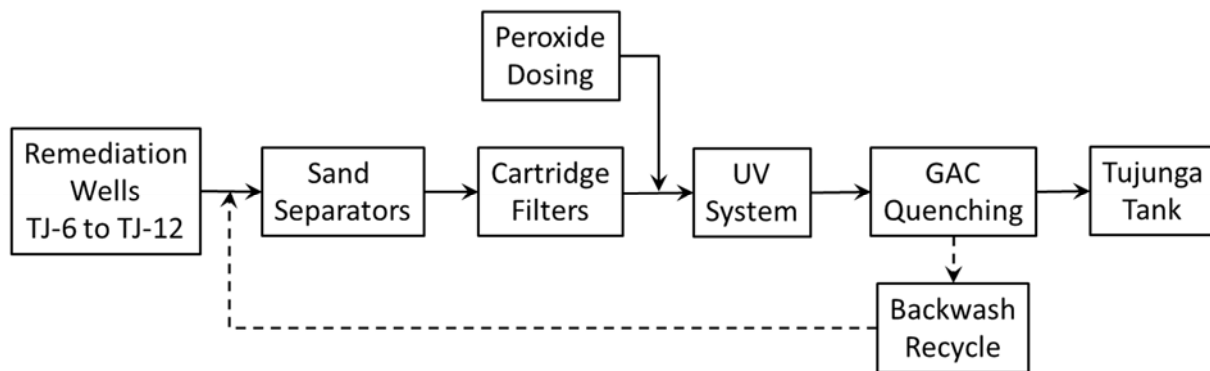 Peroxide
Dosing
Remediation
Wells
TJ-6 to TJ-12
Sand
Separators
Cartridge
Filters
UV
System
GAC
Quenching
Tujunga
Tank
Backwash
Recycle